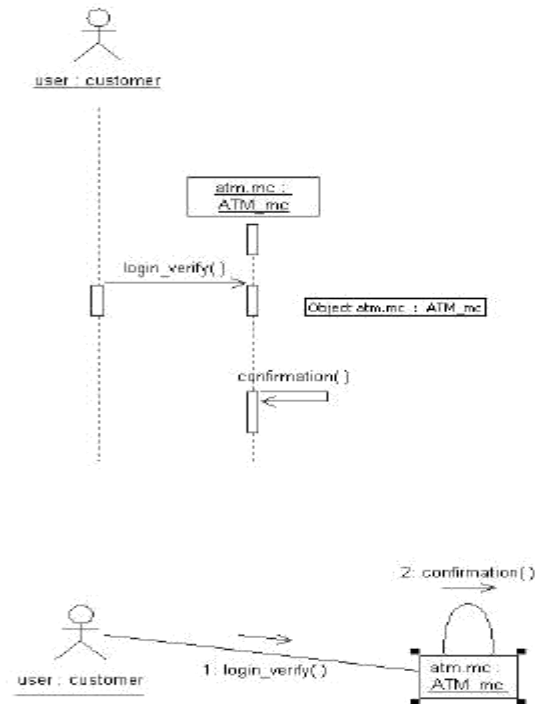 user : customer
atm.mc :
ATM_mc
login_verify( )
Object atm.mc : ATM_mc
confirmation( )
2: confirmation( )
1: login_verify( )
user : customer
atm.mc :
ATM_mc